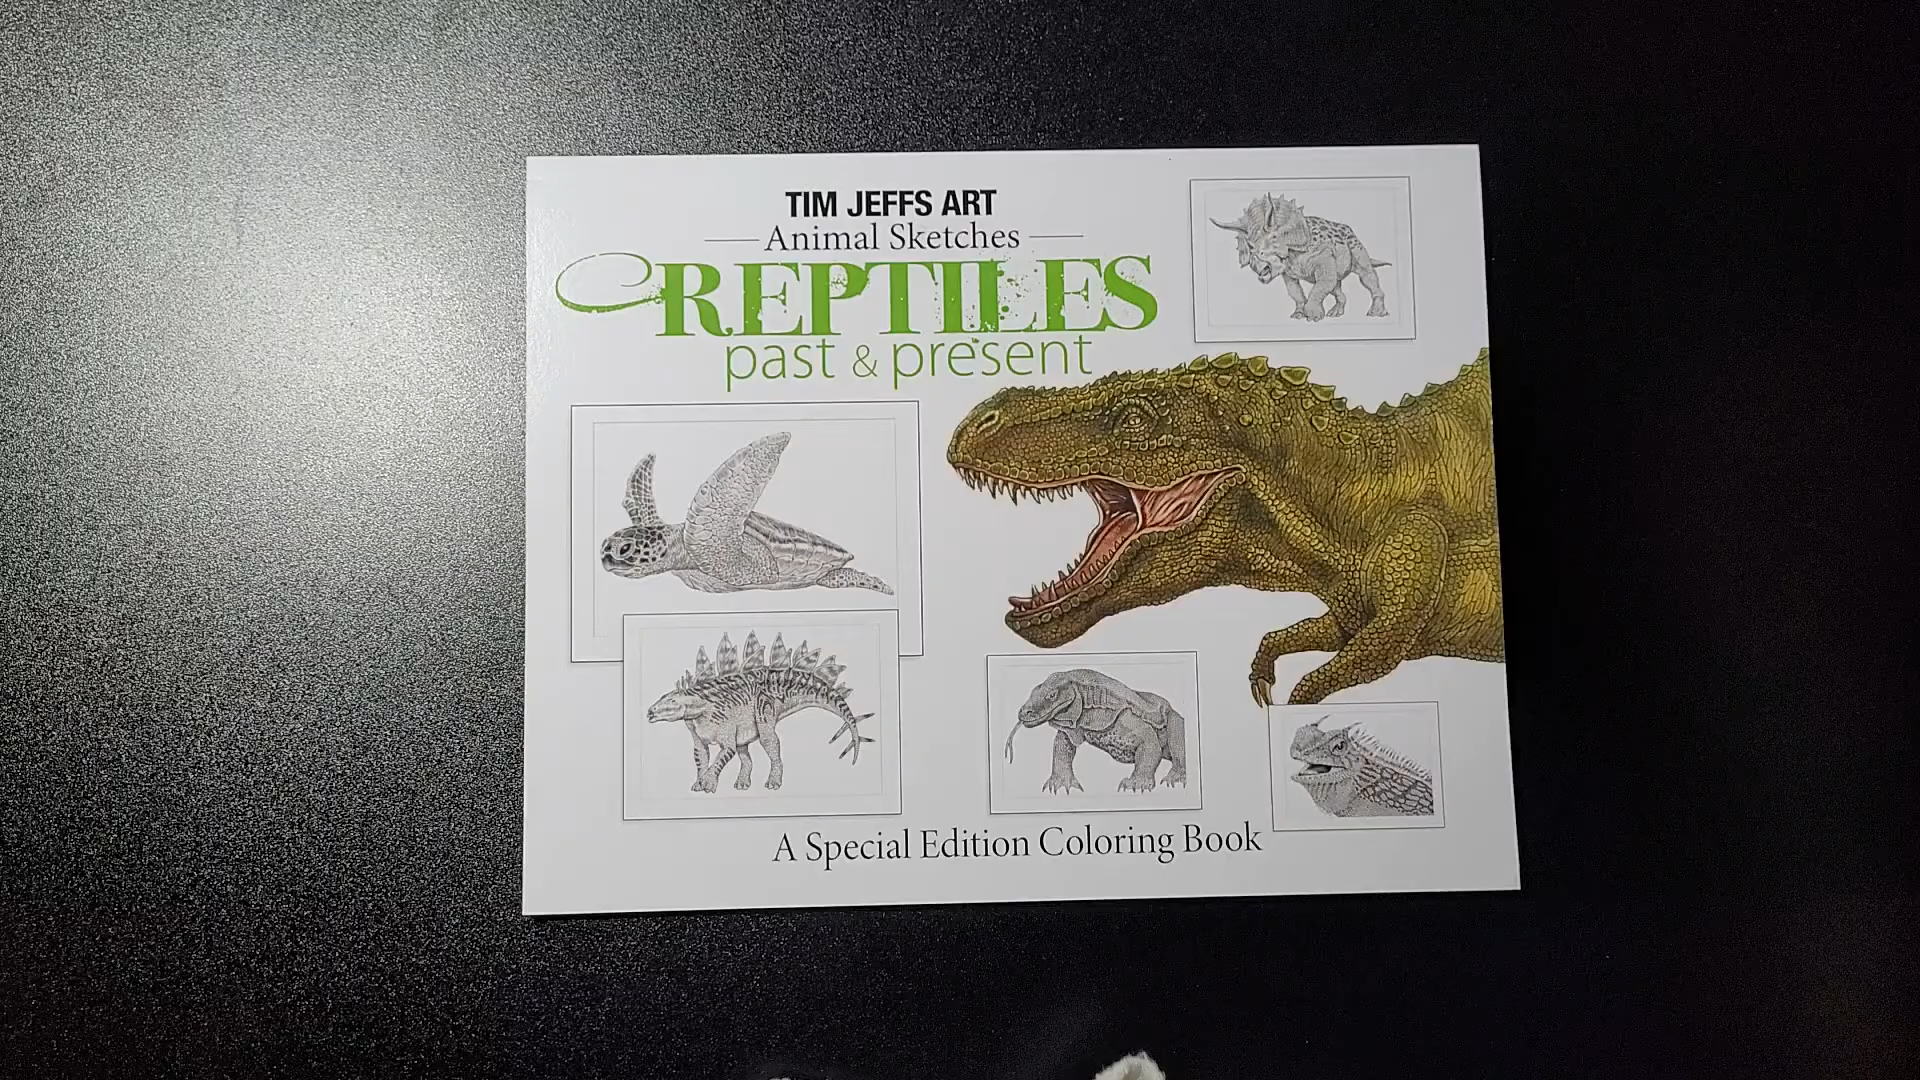 TIM JEFFS ART
Animal Sketches
REPTILES
past & present
A Special Edition Coloring Book